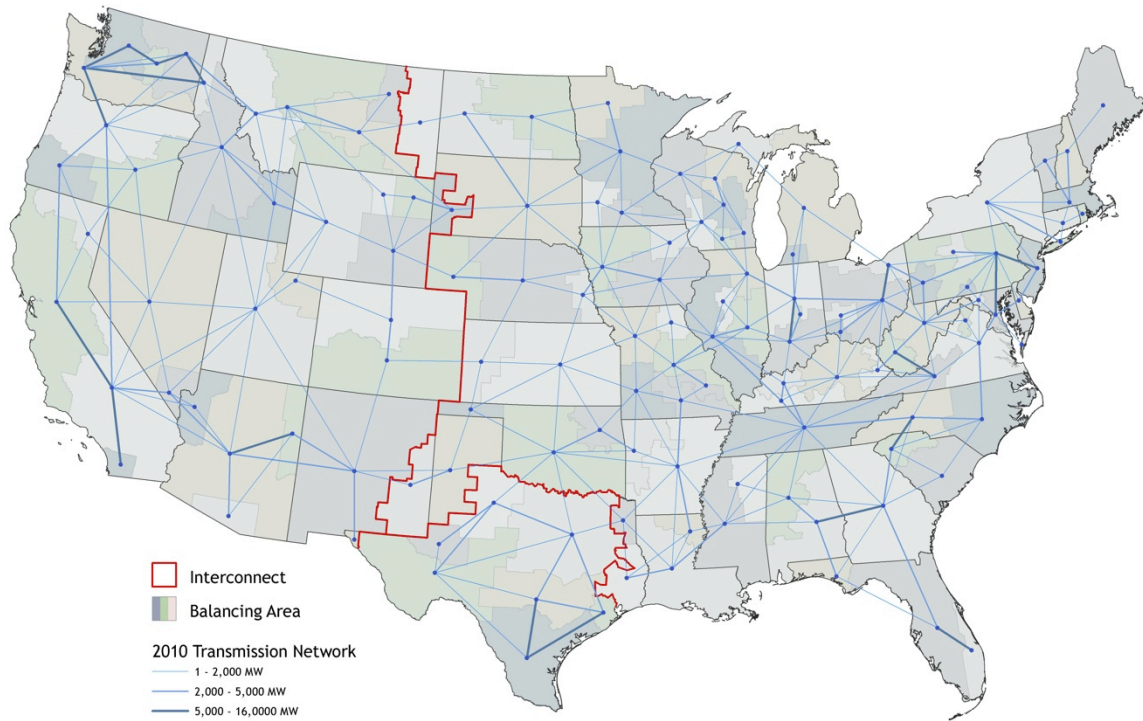 Interconnect
Balancing Area
2010 Transmission Network
1 - 2,000 MW
2,000 - 5,000 MW
5,000 - 16,0000 MW